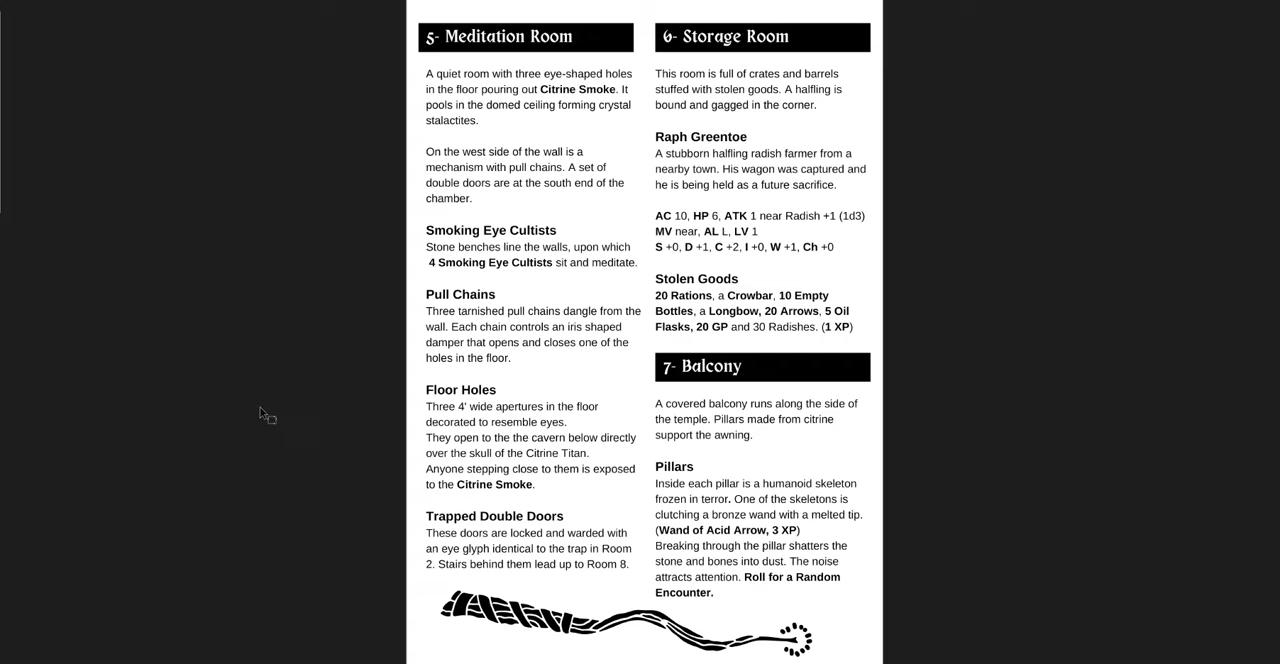 5- Meditation Room
A quiet room with three eye-shaped holes
in the floor pouring out Citrine Smoke. It
pools in the domed ceiling forming crystal
stalactites.
On the west side of the wall is a
mechanism with pull chains. A set of
double doors are at the south end of the
chamber.
Smoking Eye Cultists
Stone benches line the walls, upon which
4 Smoking Eye Cultists sit and meditate.
Pull Chains
Three tarnished pull chains dangle from the
wall. Each chain controls an iris shaped
damper that opens and closes one of the
holes in the floor.
Floor Holes
Three 4' wide apertures in the floor
decorated to resemble eyes.
They open to the the cavern below directly
over the skull of the Citrine Titan.
Anyone stepping close to them is exposed
to the Citrine Smoke.
Trapped Double Doors
These doors are locked and warded with
an eye glyph identical to the trap in Room
2. Stairs behind them lead up to Room 8.
6- Storage Room
This room is full of crates and barrels
stuffed with stolen goods. A halfling is
bound and gagged in the corner.
Raph Greentoe
A stubborn halfling radish farmer from a
nearby town. His wagon was captured and
he is being held as a future sacrifice.
AC 10, HP 6, ATK 1 near Radish +1 (1d3)
MV near, AL L, LV 1
S +0, D +1, C +2, I +0, W +1, Ch +0
Stolen Goods
20 Rations, a Crowbar, 10 Empty
Bottles, a Longbow, 20 Arrows, 5 Oil
Flasks, 20 GP and 30 Radishes. (1 XP)
7- Balcony
A covered balcony runs along the side of
the temple. Pillars made from citrine
support the awning.
Pillars
Inside each pillar is a humanoid skeleton
frozen in terror. One of the skeletons is
clutching a bronze wand with a melted tip.
(Wand of Acid Arrow, 3 XP)
Breaking through the pillar shatters the
stone and bones into dust. The noise
attracts attention. Roll for a Random
Encounter.